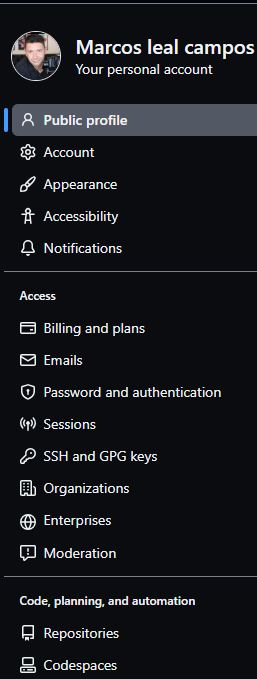 Marcos leal campos
Your personal account
Public profile
Account
Appearance
Accessibility
Notifications
Access
Billing and plans
Emails
Password and authentication
Sessions
SSH and GPG keys
Organizations
Enterprises
Moderation
Code, planning, and automation
Repositories
Codespaces